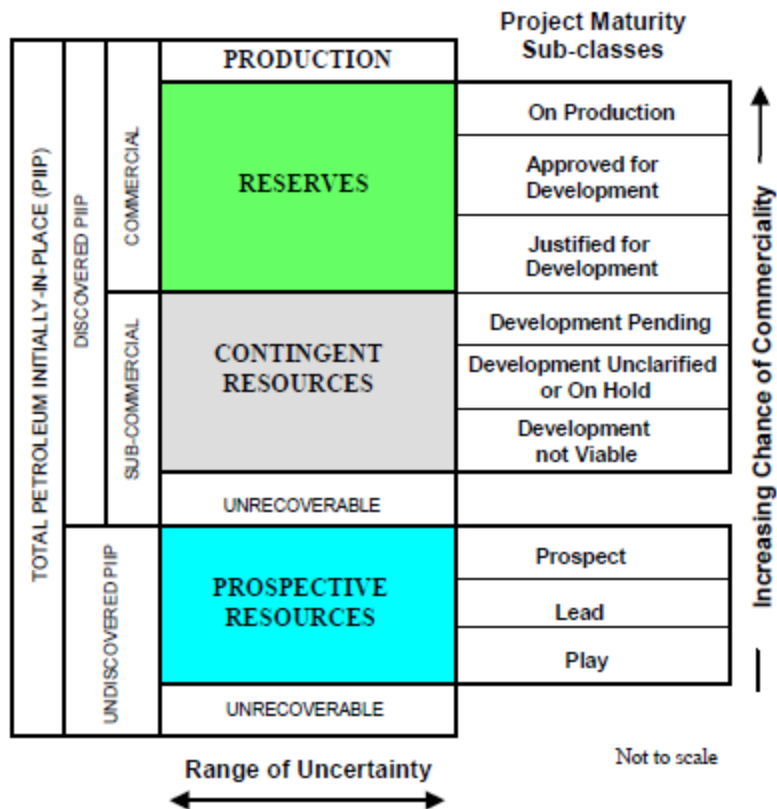 Project Maturity
Sub-classes
PRODUCTION
On Production
RESERVES
Approved for
Development
Justified for
Development
Development Pending
CONTINGENT
RESOURCES
Development Unclarified
or On Hold
Development
not Viable
UNRECOVERABLE
Prospect
PROSPECTIVE
RESOURCES
Lead
Play
UNRECOVERABLE
TOTAL PETROLEUM INITIALLY-IN-PLACE (PIIP)
DISCOVERED PIIP
UNDISCOVERED PIIP
COMMERCIAL
SUB-COMMERCIAL
Increasing Chance of Commerciality
Range of Uncertainty
Not to scale